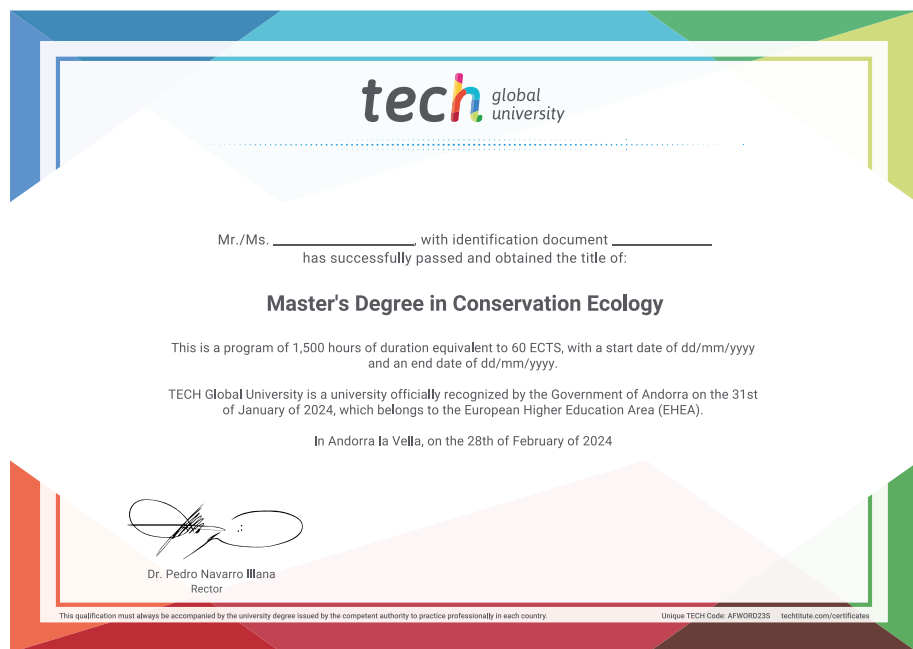 tech global university
Mr./Ms. ____________, with identification document ____________
has successfully passed and obtained the title of:
Master's Degree in Conservation Ecology
This is a program of 1,500 hours of duration equivalent to 60 ECTS, with a start date of dd/mm/yyyy
and an end date of dd/mm/yyyy.
TECH Global University is a university officially recognized by the Government of Andorra on the 31st
of January of 2024, which belongs to the European Higher Education Area (EHEA).
In Andorra la Vella, on the 28th of February of 2024
Dr. Pedro Navarro Illana
Rector
This qualification must always be accompanied by the university degree issued by the competent authority to practice professionally in each country.
Unique TECH Code: AFWORD23S techtitute.com/certificates